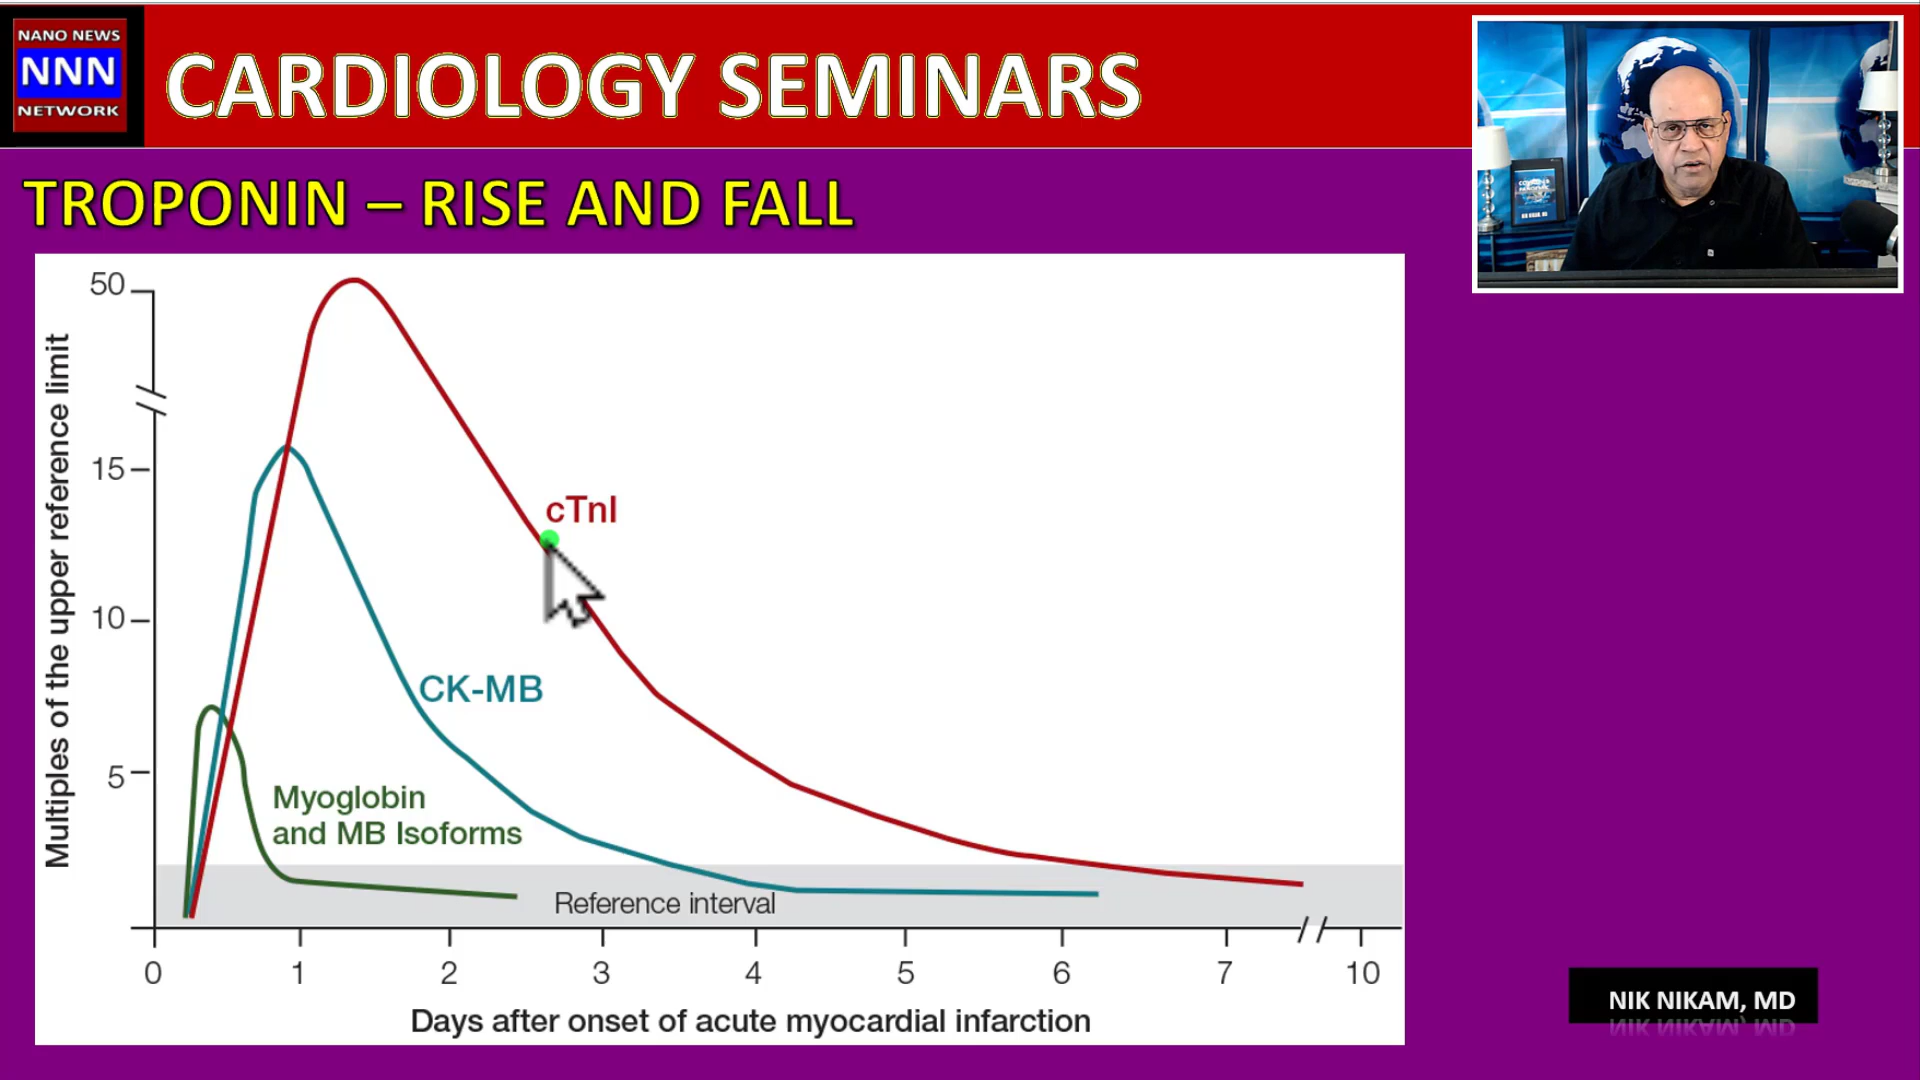 NANO NEWS
NNN
NETWORK
CARDIOLOGY SEMINARS
TROPONIN – RISE AND FALL
Multiples of the upper reference limit
50
15
10
5
cTnI
CK-MB
Myoglobin
and MB Isoforms
Reference interval
0 1 2 3 4 5 6 7 10
Days after onset of acute myocardial infarction
NIK NIKAM, MD